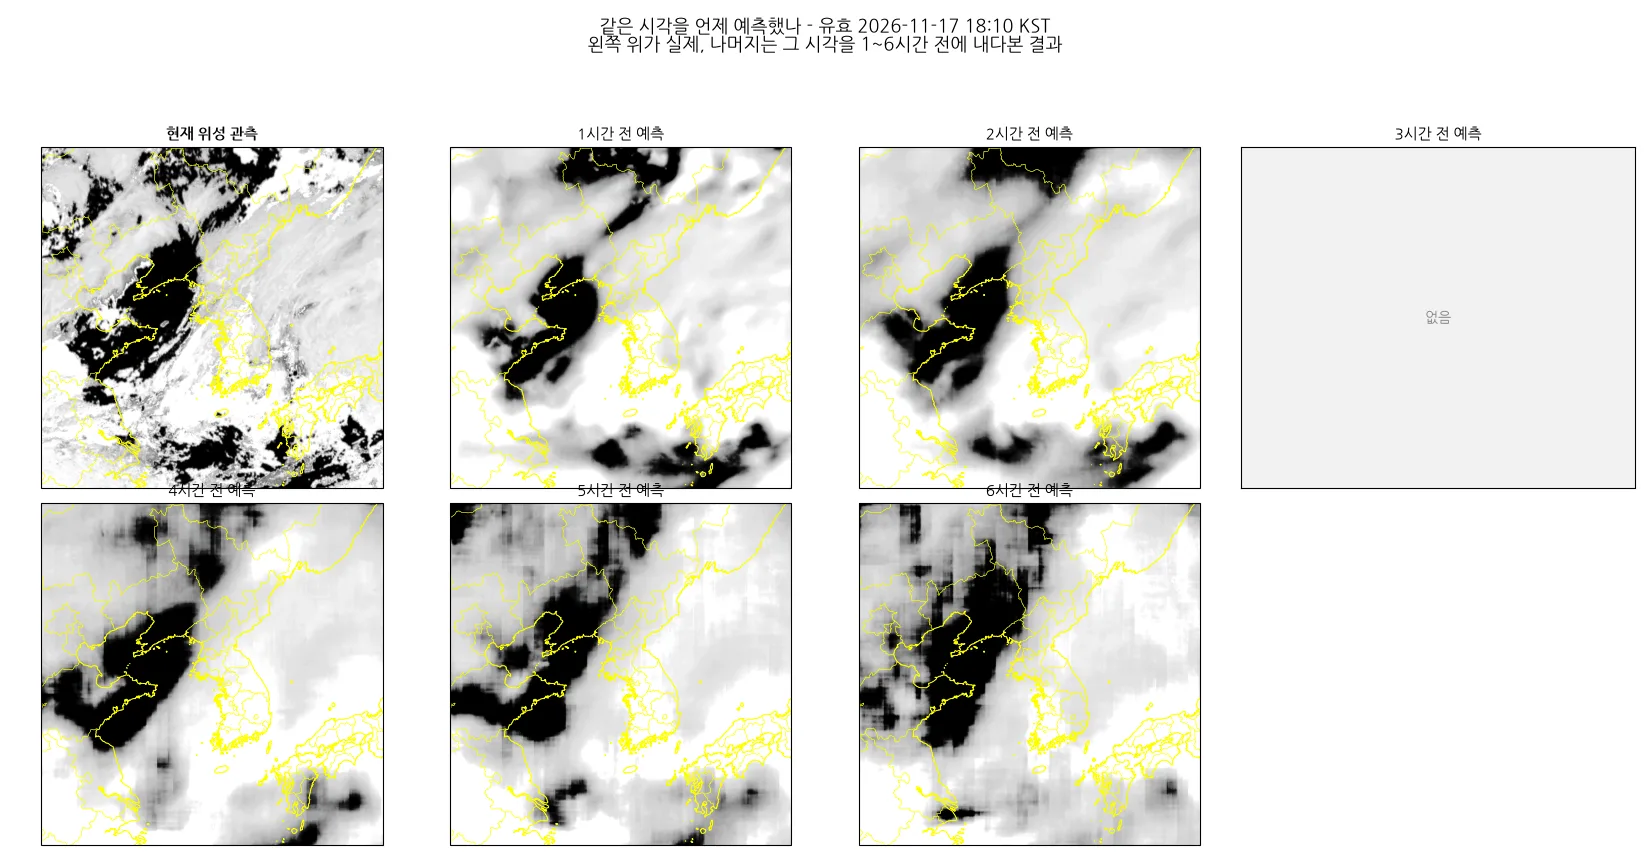 같은 시각을 언제 예측했나 - 유효 2026-11-17 18:10 KST
왼쪽 위가 실제, 나머지는 그 시각을 1~6시간 전에 내다본 결과
현재 위성 관측
1시간 전 예측
2시간 전 예측
3시간 전 예측
없음
4시간 전 예측
5시간 전 예측
6시간 전 예측